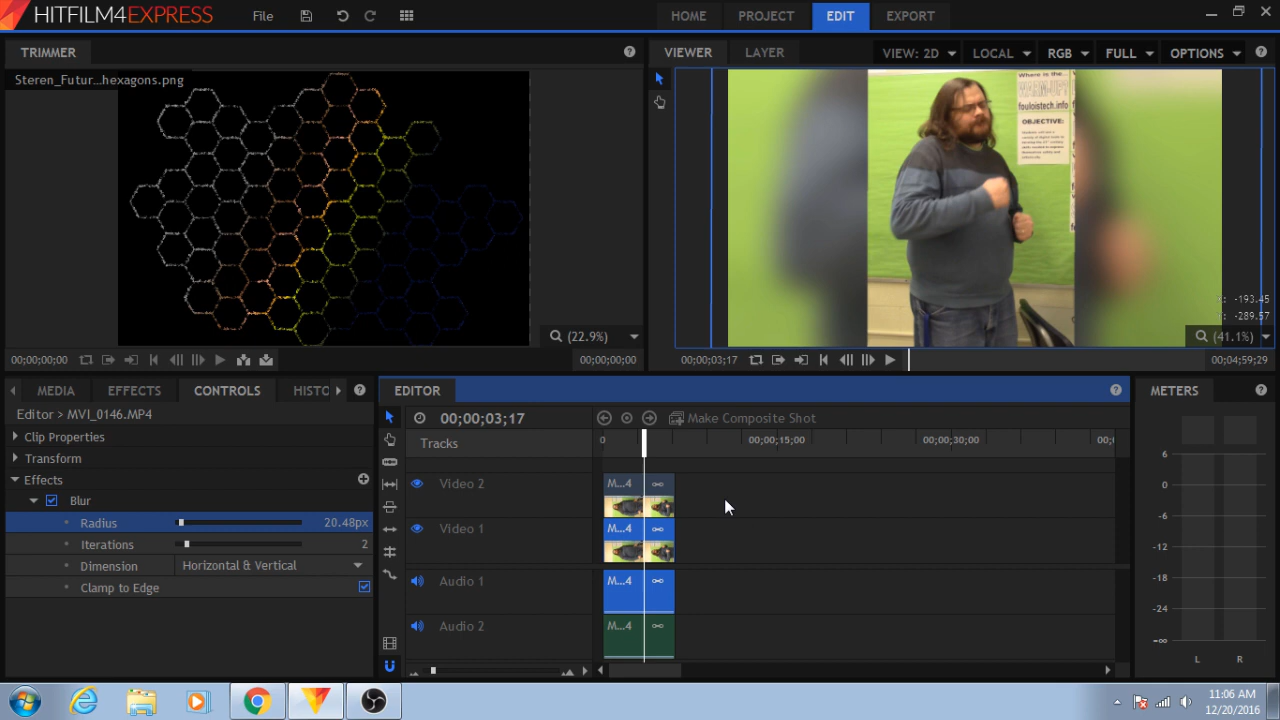 HITFILM4EXPRESS
File
HOME
PROJECT
EDIT
EXPORT
TRIMMER
VIEWER
LAYER
VIEW: 2D
LOCAL
RGB
FULL
OPTIONS
Steren_Futur...hexagons.png
Where is the...
WARM-UP?
fouloistech.info
OBJECTIVE:
X: -193.45
Y: -289.57
(22.9%)
(41.1%)
00;00;00;00
00;00;00;00
00;00;03;17
00;04;59;29
MEDIA
EFFECTS
CONTROLS
HISTO
EDITOR
METERS
Editor > MVI_0146.MP4
00;00;03;17
Make Composite Shot
Clip Properties
Tracks
0
00;00;15;00
00;00;30;00
Transform
Effects
Blur
Radius
20.48px
Iterations
2
Dimension
Horizontal & Vertical
Clamp to Edge
Video 2
M...4
Video 1
M...4
Audio 1
M...4
Audio 2
M...4
6
0
-6
-12
-18
-24
-∞
L
R
11:06 AM
12/20/2016